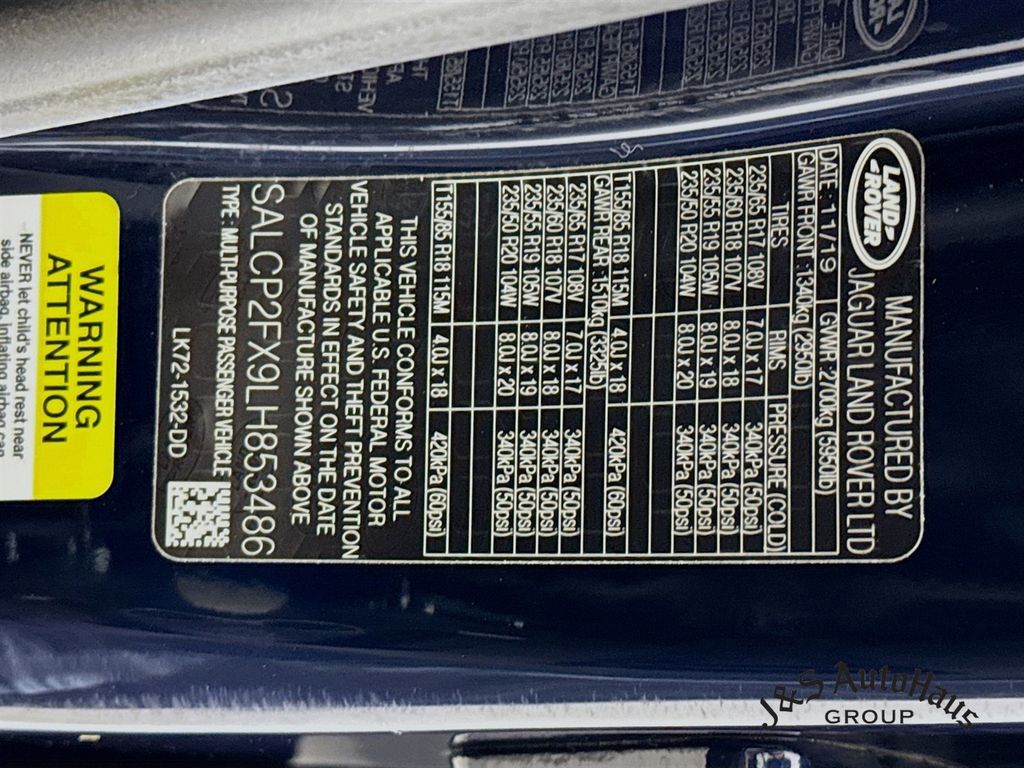 LAND-
-ROVER
MANUFACTURED BY
JAGUAR LAND ROVER LTD
DATE: 11/19 GVWR: 2700kg (5950lb)
GAWR FRONT: 1340kg (2950lb)
TIRES RIMS PRESSURE (COLD)
235/65 R17 108V 7.0J x 17 340kPa (50psi)
235/60 R18 107V 8.0J x 18 340kPa (50psi)
235/55 R19 105W 8.0J x 19 340kPa (50psi)
235/50 R20 104W 8.0J x 20 340kPa (50psi)
T155/85 R18 115M 4.0J x 18 420kPa (60psi)
GAWR REAR: 1510kg (3325lb)
235/65 R17 108V 7.0J x 17 340kPa (50psi)
235/60 R18 107V 8.0J x 18 340kPa (50psi)
235/55 R19 105W 8.0J x 19 340kPa (50psi)
235/50 R20 104W 8.0J x 20 340kPa (50psi)
T155/85 R18 115M 4.0J x 18 420kPa (60psi)
THIS VEHICLE CONFORMS TO ALL
APPLICABLE U.S. FEDERAL MOTOR
VEHICLE SAFETY AND THEFT PREVENTION
STANDARDS IN EFFECT ON THE DATE
OF MANUFACTURE SHOWN ABOVE
SALCP2FX9LH853486
TYPE: MULTI-PURPOSE PASSENGER VEHICLE
LK72-1532-DD
WARNING
ATTENTION
NEVER let child's head rest near
side airbag, inflating airbag can
J&S AutoHaus
GROUP